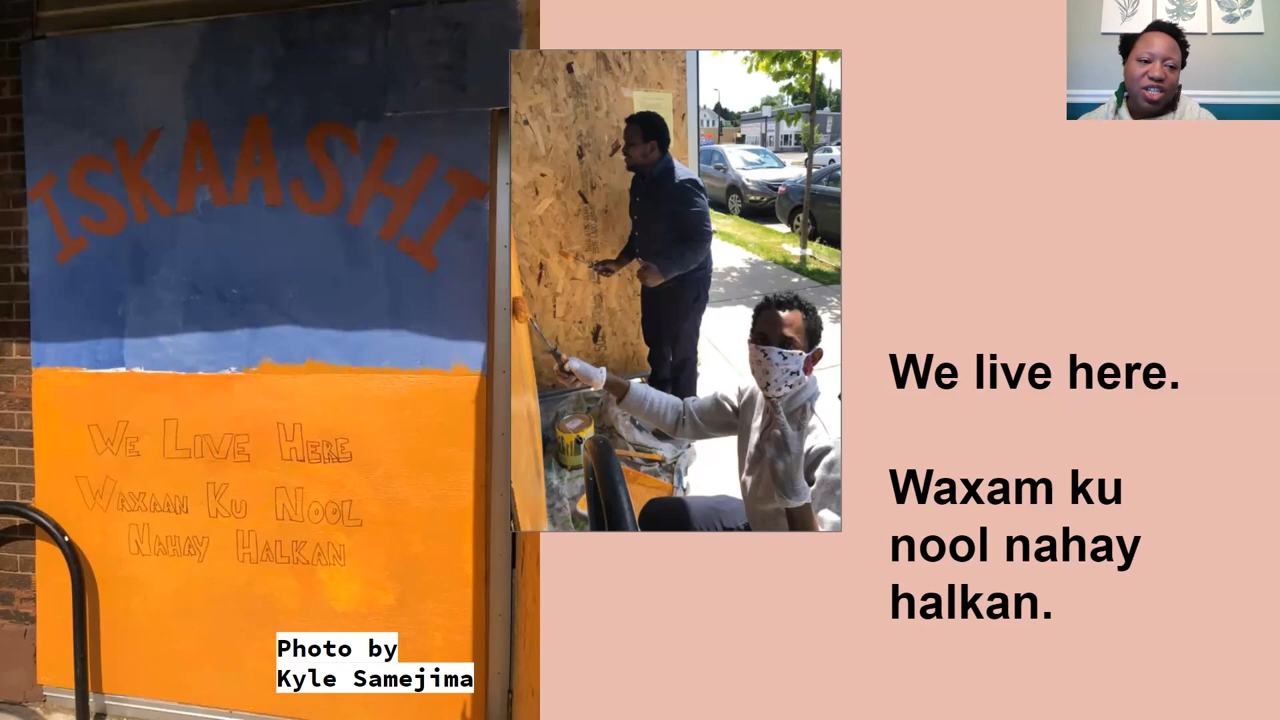 ISKAASHI
WE LIVE HERE
WAXAAN KU NOOL
NAHAY HALKAN
Photo by
Kyle Samejima
We live here.
Waxam ku
nool nahay
halkan.